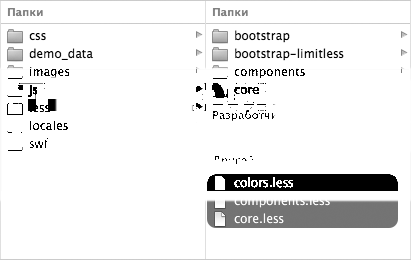 Папки
css
demo_data
images
js
less
locales
swf
Папки
bootstrap
bootstrap-limitless
components
core
Разработчи
colors.less
components.less
core.less